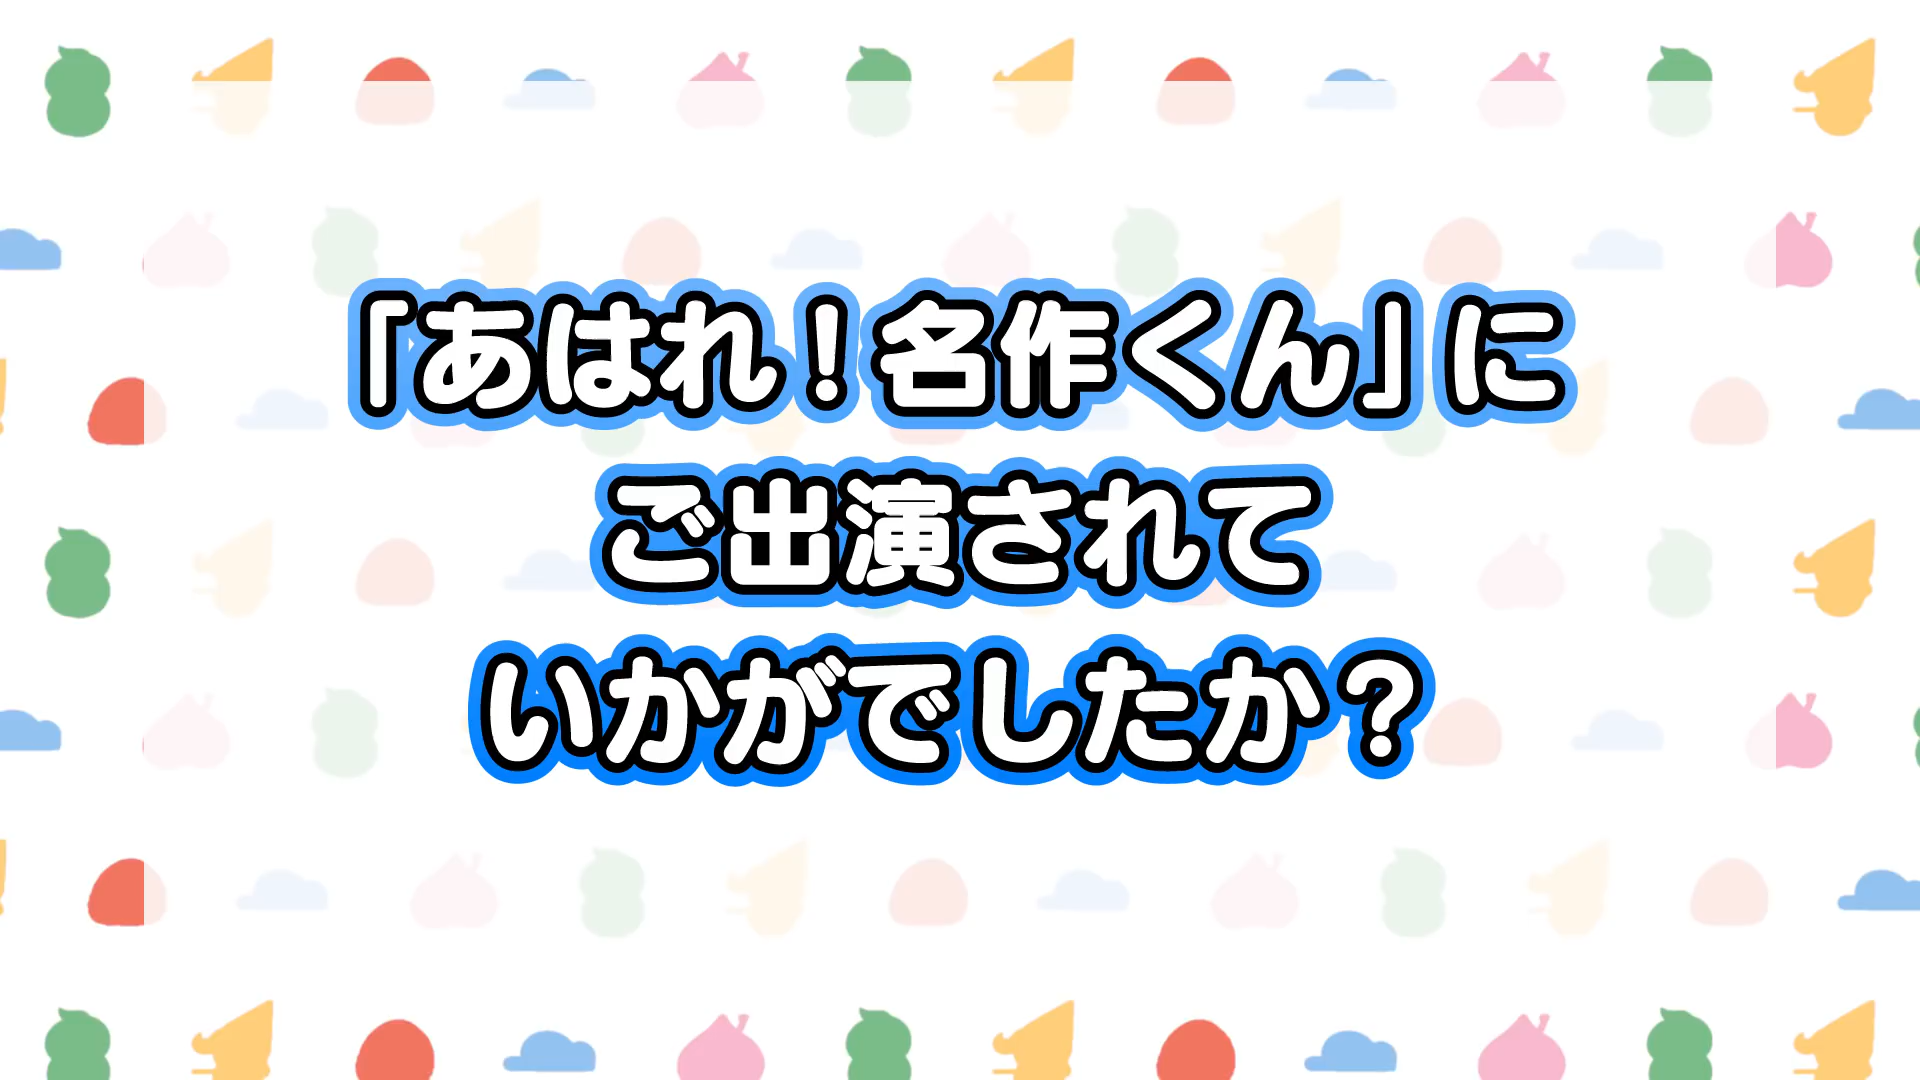 「あはれ！名作くん」に
ご出演されて
いかがでしたか？